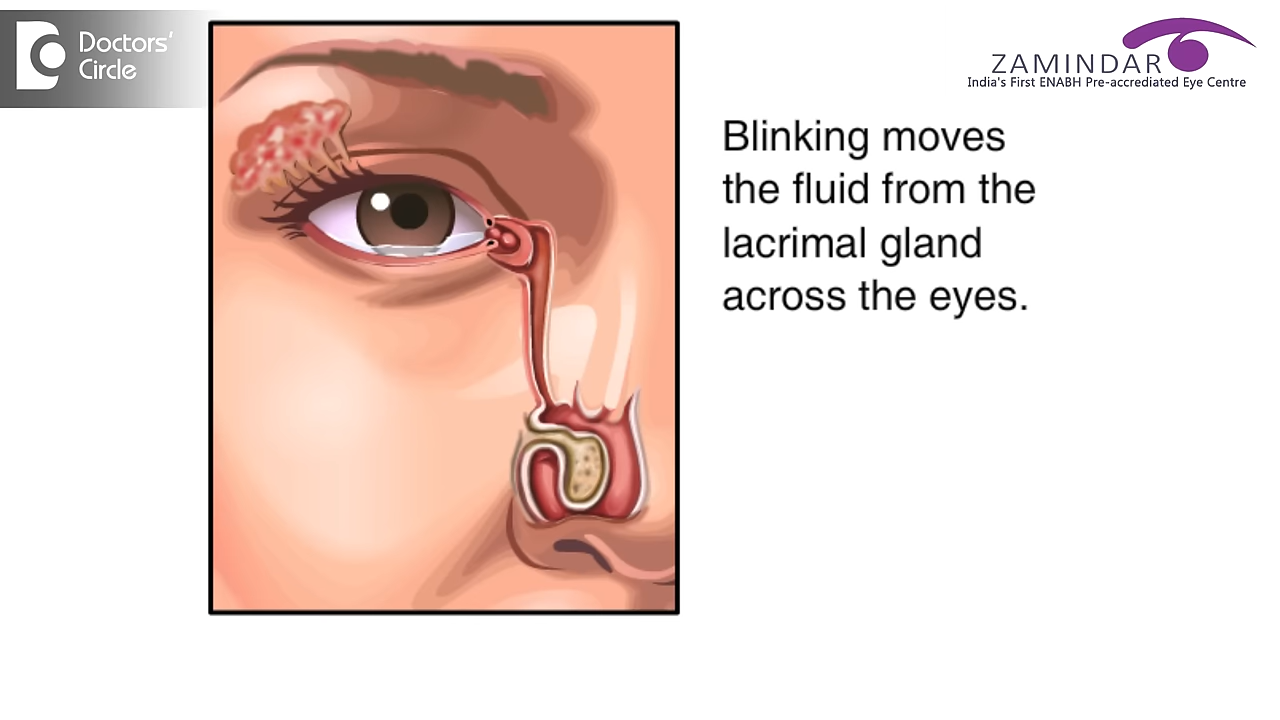 Doctors'
Circle
ZAMINDAR
India's First ENABH Pre-accrediated Eye Centre
Blinking moves
the fluid from the
lacrimal gland
across the eyes.